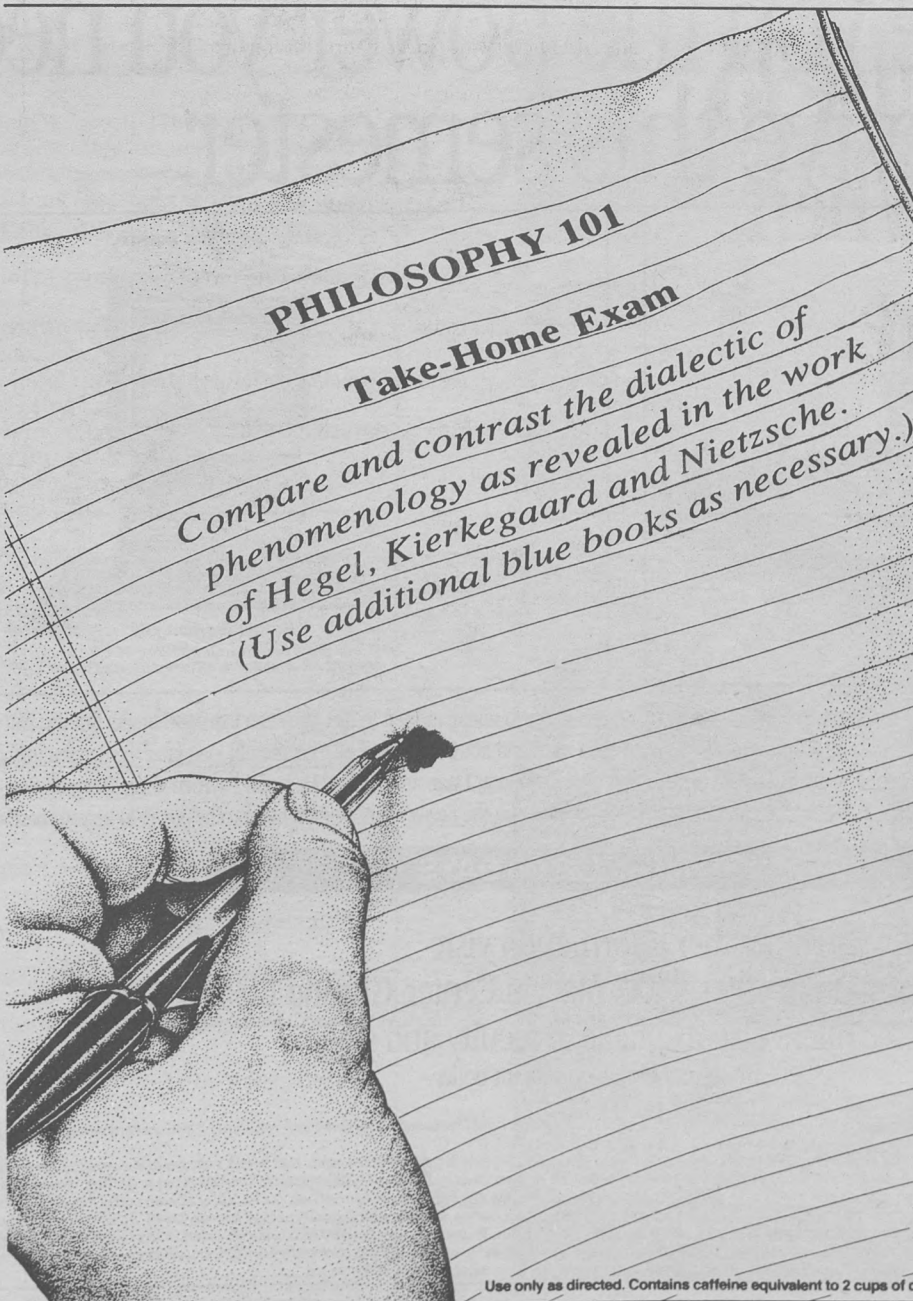 PHILOSOPHY 101
Take-Home Exam
Compare and contrast the dialectic of
phenomenology as revealed in the work
of Hegel, Kierkegaard and Nietzsche.
(Use additional blue books as necessary.)
Use only as directed. Contains caffeine equivalent to 2 cups of